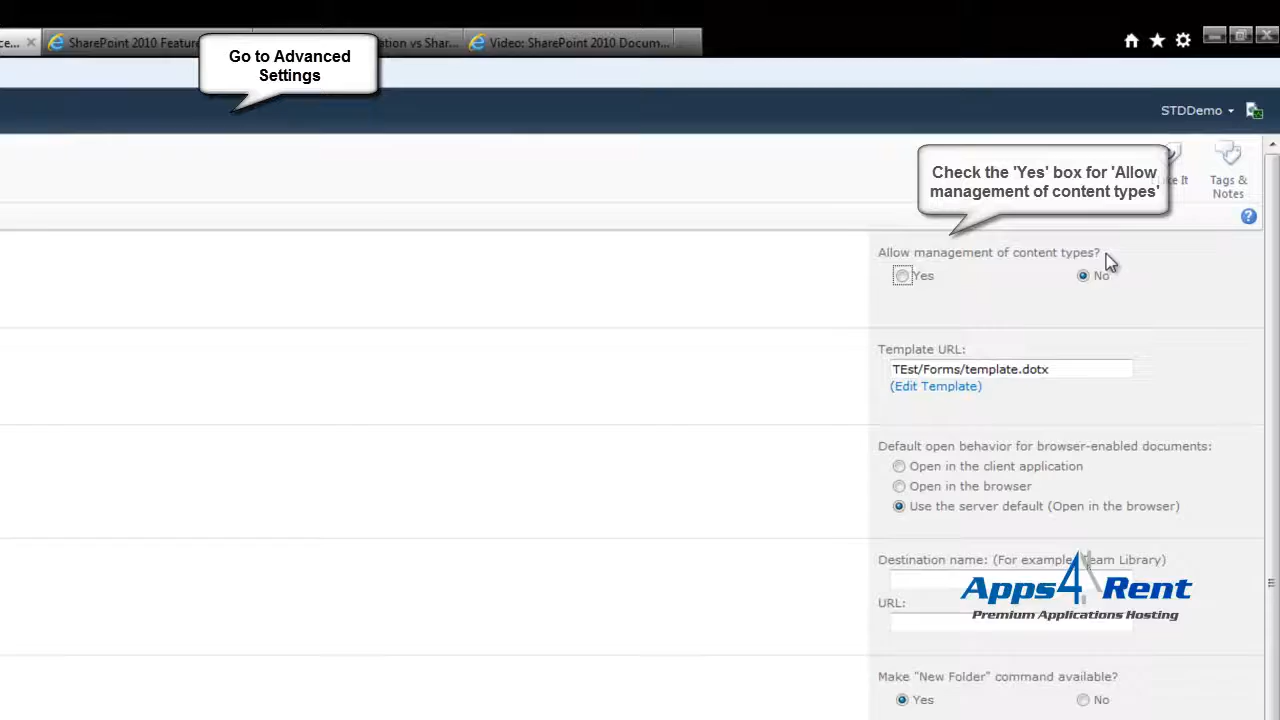 ce...
SharePoint 2010 Featur
ation vs Shar...
Video: SharePoint 2010 Docum...
Go to Advanced
Settings
STDDemo
Check the 'Yes' box for 'Allow
management of content types'
ke It
Tags &
Notes
Allow management of content types?
Yes
No
Template URL:
TEst/Forms/template.dotx
(Edit Template)
Default open behavior for browser-enabled documents:
Open in the client application
Open in the browser
Use the server default (Open in the browser)
Destination name: (For example, Team Library)
Apps4Rent
URL:
Premium Applications Hosting
Make "New Folder" command available?
Yes
No